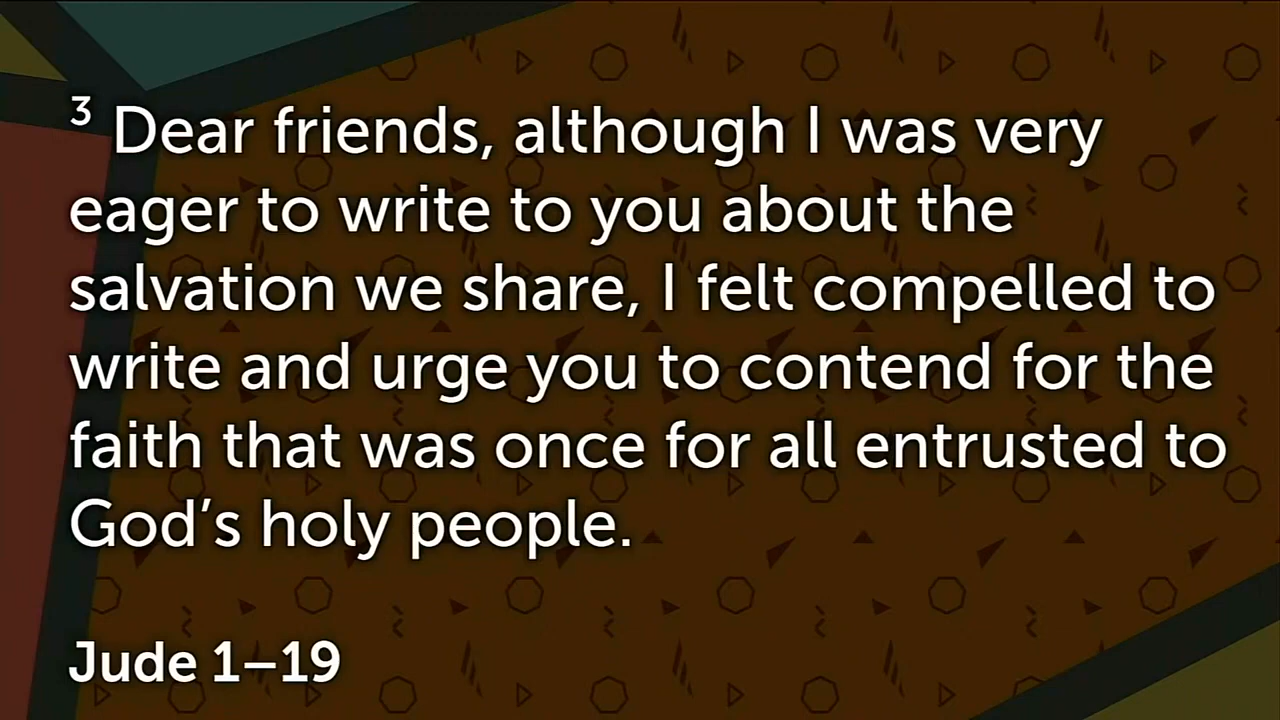 3 Dear friends, although I was very
eager to write to you about the
salvation we share, I felt compelled to
write and urge you to contend for the
faith that was once for all entrusted to
God’s holy people.
Jude 1–19